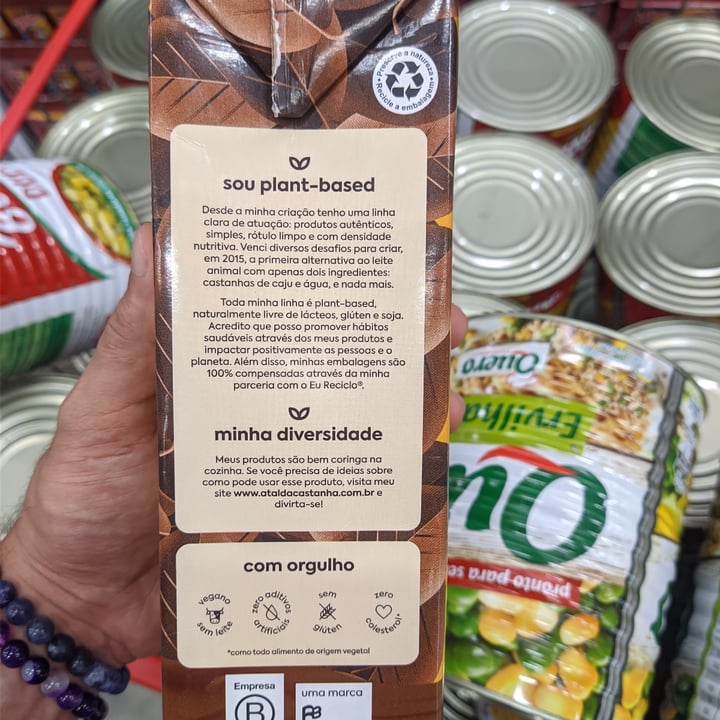 Preserve a natureza
Recicle a embalagem
sou plant-based
Desde a minha criação tenho uma linha
clara de atuação: produtos autênticos,
simples, rótulo limpo e com densidade
nutritiva. Venci diversos desafios para criar,
em 2015, a primeira alternativa ao leite
animal com apenas dois ingredientes:
castanhas de caju e água, e nada mais.
Toda minha linha é plant-based,
naturalmente livre de lácteos, glúten e soja.
Acredito que posso promover hábitos
saudáveis através dos meus produtos e
impactar positivamente as pessoas e o
planeta. Além disso, minhas embalagens são
100% compensadas através da minha
parceria com o Eu Reciclo®.
minha diversidade
Meus produtos são bem coringa na
cozinha. Se você precisa de ideias sobre
como pode usar esse produto, visita meu
site www.ataldacastanha.com.br e
divirta-se!
com orgulho
vegano
sem leite
zero aditivos
artificiais
sem
glúten
zero
colesterol*
*como todo alimento de origem vegetal
Empresa
B
uma marca
Quero
Ervilha
Qu
pronto para se